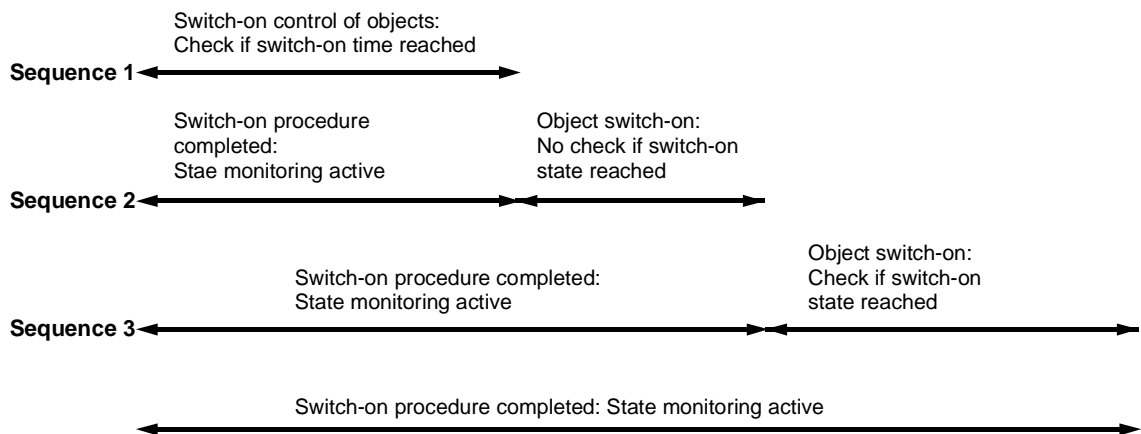 Switch-on control of objects:
Check if switch-on time reached
Sequence 1
Switch-on procedure
completed:
Stae monitoring active
Object switch-on:
No check if switch-on
state reached
Sequence 2
Switch-on procedure completed:
State monitoring active
Object switch-on:
Check if switch-on
state reached
Sequence 3
Switch-on procedure completed: State monitoring active